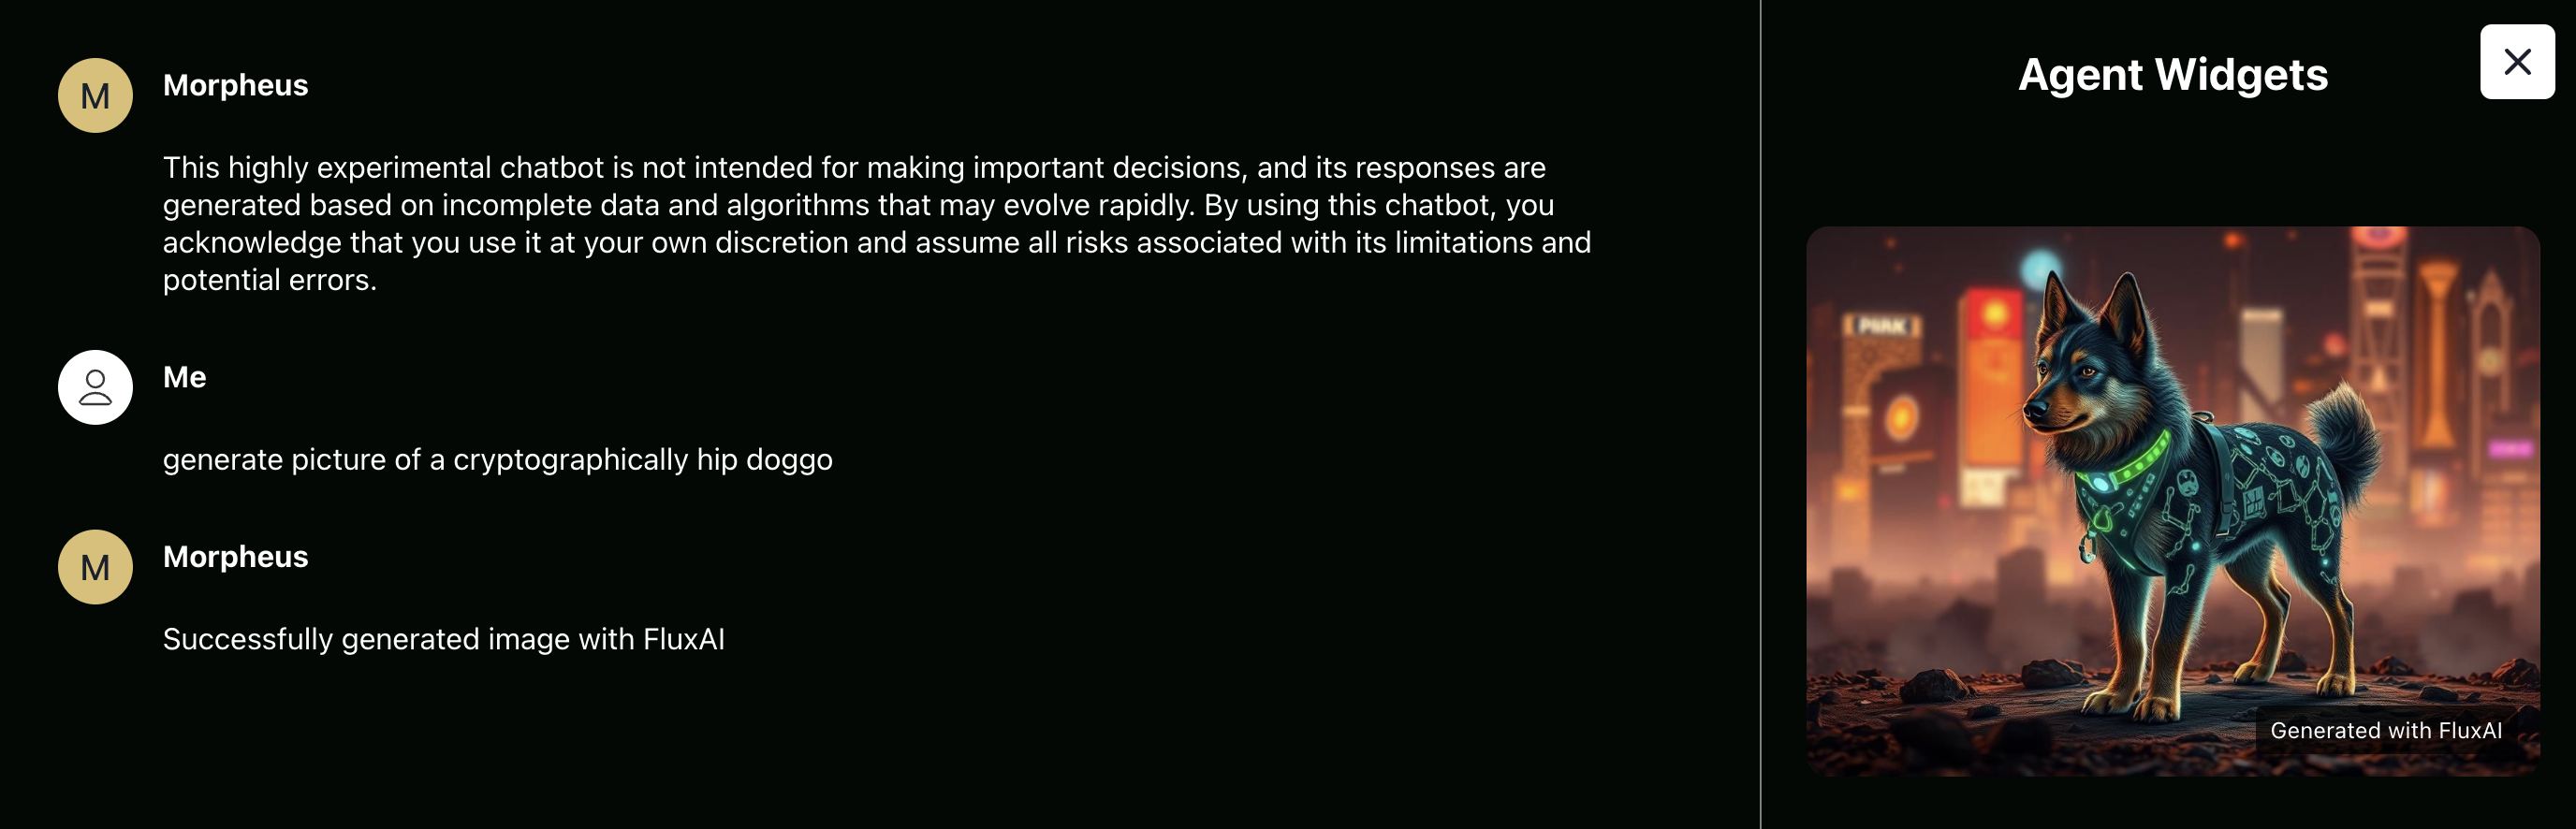 M
Morpheus
This highly experimental chatbot is not intended for making important decisions, and its responses are
generated based on incomplete data and algorithms that may evolve rapidly. By using this chatbot, you
acknowledge that you use it at your own discretion and assume all risks associated with its limitations and
potential errors.
Me
generate picture of a cryptographically hip doggo
M
Morpheus
Successfully generated image with FluxAI
Agent Widgets
Generated with FluxAI